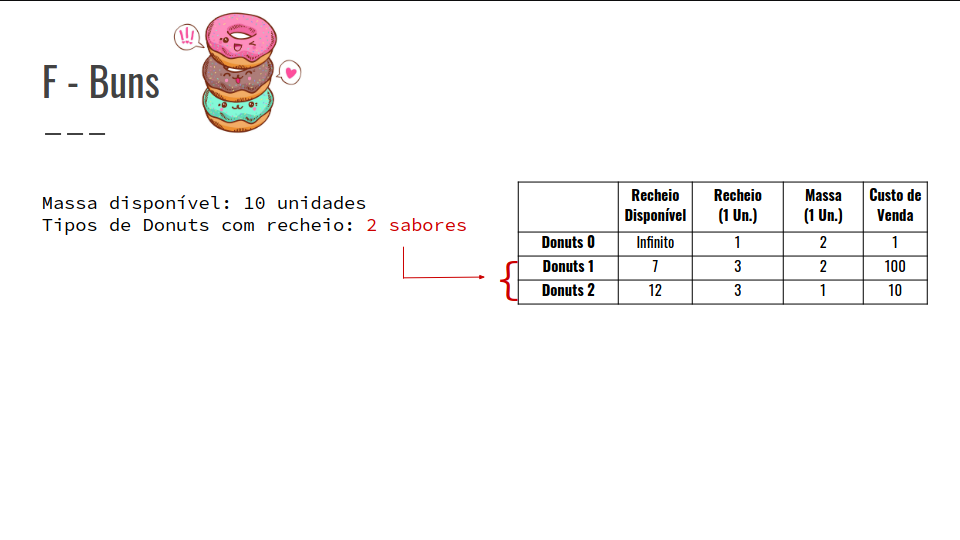 !!!
F - Buns
Massa disponível: 10 unidades
Tipos de Donuts com recheio: 2 sabores
Recheio Disponível Recheio (1 Un.) Massa (1 Un.) Custo de Venda
Donuts 0 Infinito 1 2 1
Donuts 1 7 3 2 100
Donuts 2 12 3 1 10